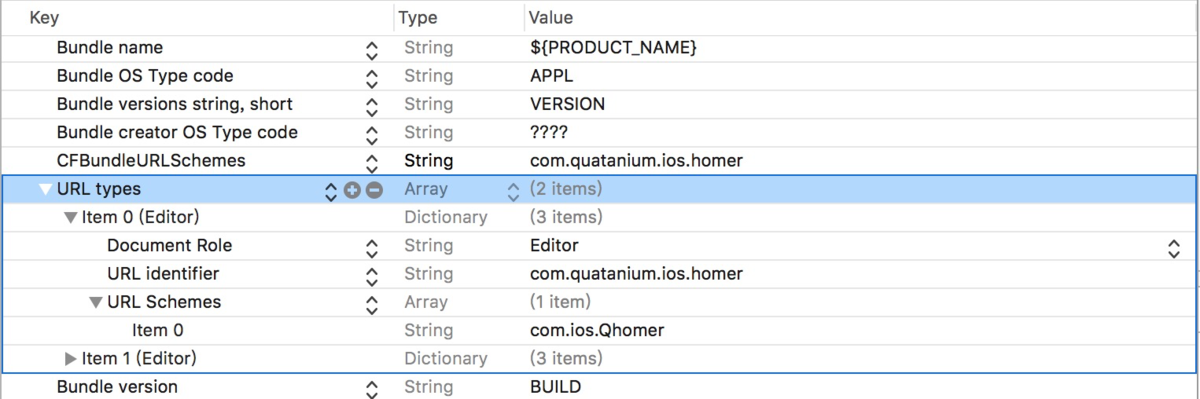 Key Type Value
Bundle name String ${PRODUCT_NAME}
Bundle OS Type code String APPL
Bundle versions string, short String VERSION
Bundle creator OS Type code String ????
CFBundleURLSchemes String com.quatanium.ios.homer
URL types Array (2 items)
Item 0 (Editor) Dictionary (3 items)
Document Role String Editor
URL identifier String com.quatanium.ios.homer
URL Schemes Array (1 item)
Item 0 String com.ios.Qhomer
Item 1 (Editor) Dictionary (3 items)
Bundle version String BUILD